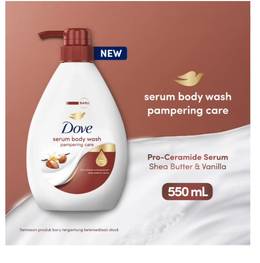 NEW
serum body wash
pampering care
Dove
serum body wash
pampering care
Pro-Ceramide Serum
Shea Butter & Vanilla
550 mL